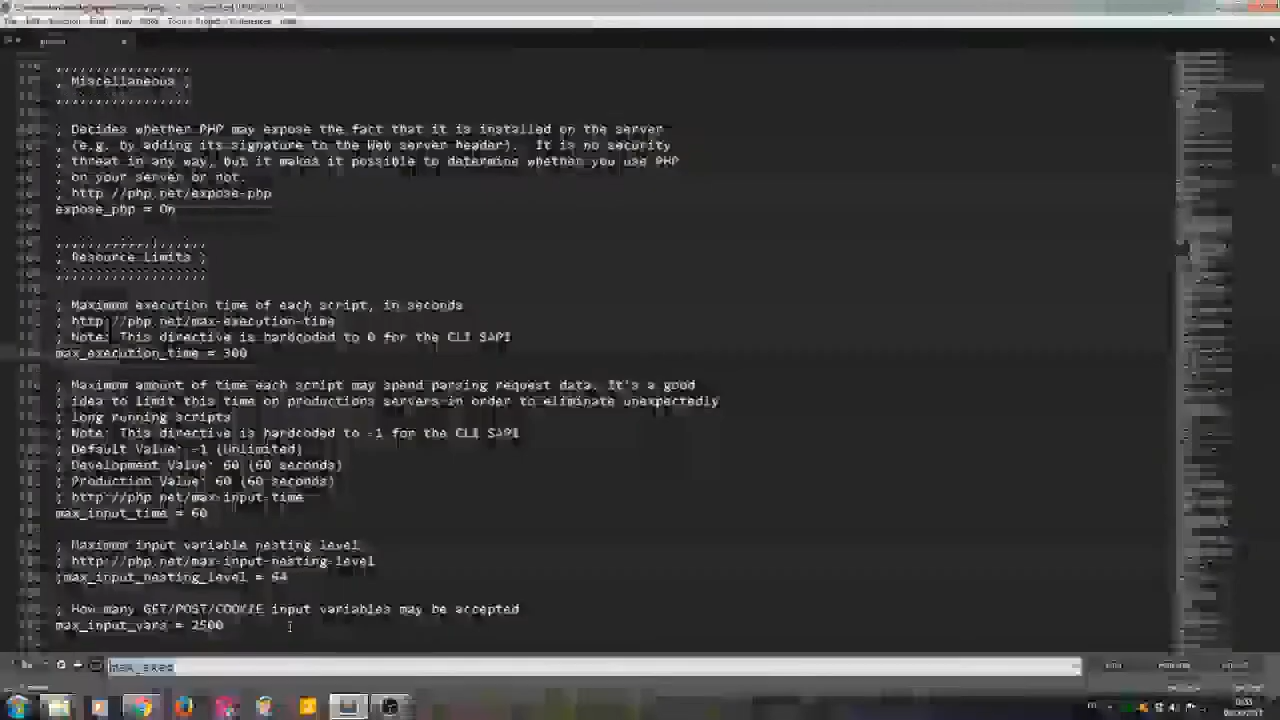 ; Miscellaneous ;
; Decides whether PHP may expose the fact that it is installed on the server
; (e.g. by adding its signature to the Web server header).  It is no security
; threat in any way, but it makes it possible to determine whether you use PHP
; on your server or not.
; http://php.net/expose-php
expose_php = On
; Resource Limits ;
; Maximum execution time of each script, in seconds
; http://php.net/max-execution-time
; Note: This directive is hardcoded to 0 for the CLI SAPI
max_execution_time = 300
; Maximum amount of time each script may spend parsing request data. It's a good
; idea to limit this time on productions servers in order to eliminate unexpectedly
; long running scripts
; Note: This directive is hardcoded to -1 for the CLI SAPI
; Default Value: -1 (Unlimited)
; Development Value: 60 (60 seconds)
; Production Value: 60 (60 seconds)
; http://php.net/max-input-time
max_input_time = 60
; Maximum input variable nesting level
; http://php.net/max-input-nesting-level
;max_input_nesting_level = 64
; How many GET/POST/COOKIE input variables may be accepted
max_input_vars = 2500
max_exec